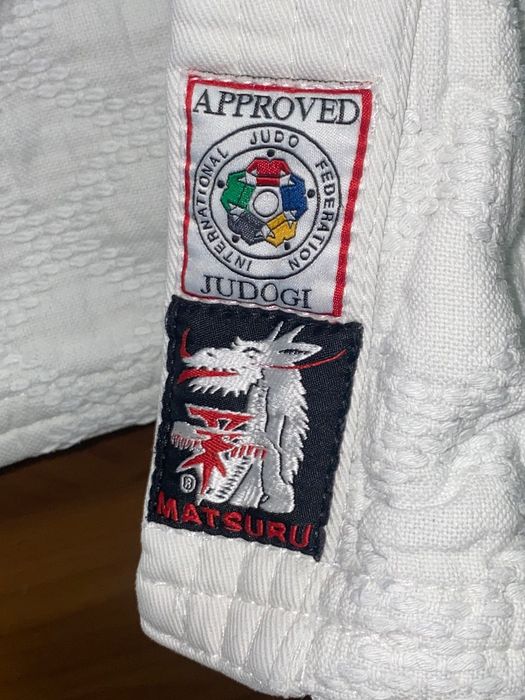 APPROVED
INTERNATIONAL JUDO FEDERATION
JUDOGI
®
MATSURU